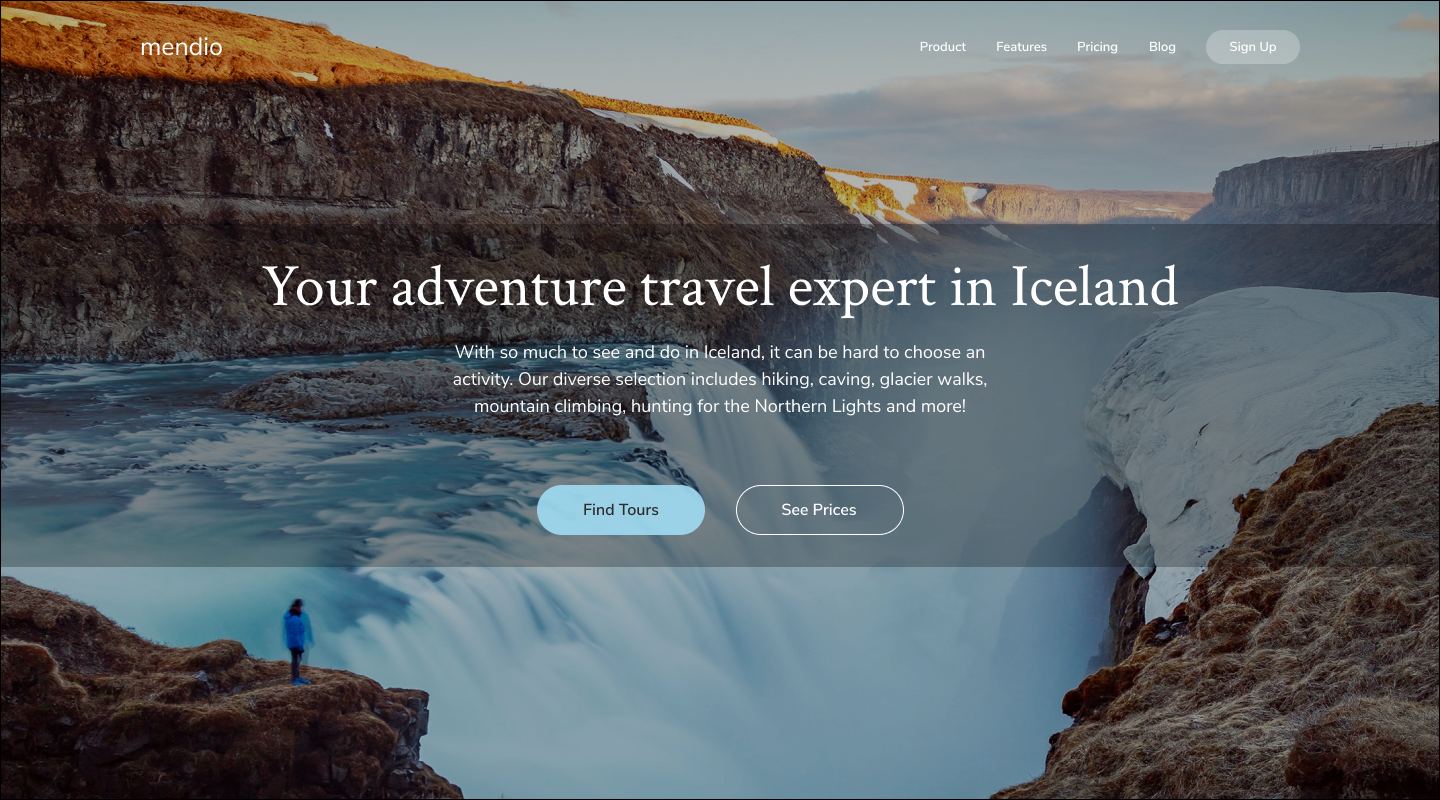 mendio
Product
Features
Pricing
Blog
Sign Up
Your adventure travel expert in Iceland
With so much to see and do in Iceland, it can be hard to choose an
activity. Our diverse selection includes hiking, caving, glacier walks,
mountain climbing, hunting for the Northern Lights and more!
Find Tours
See Prices